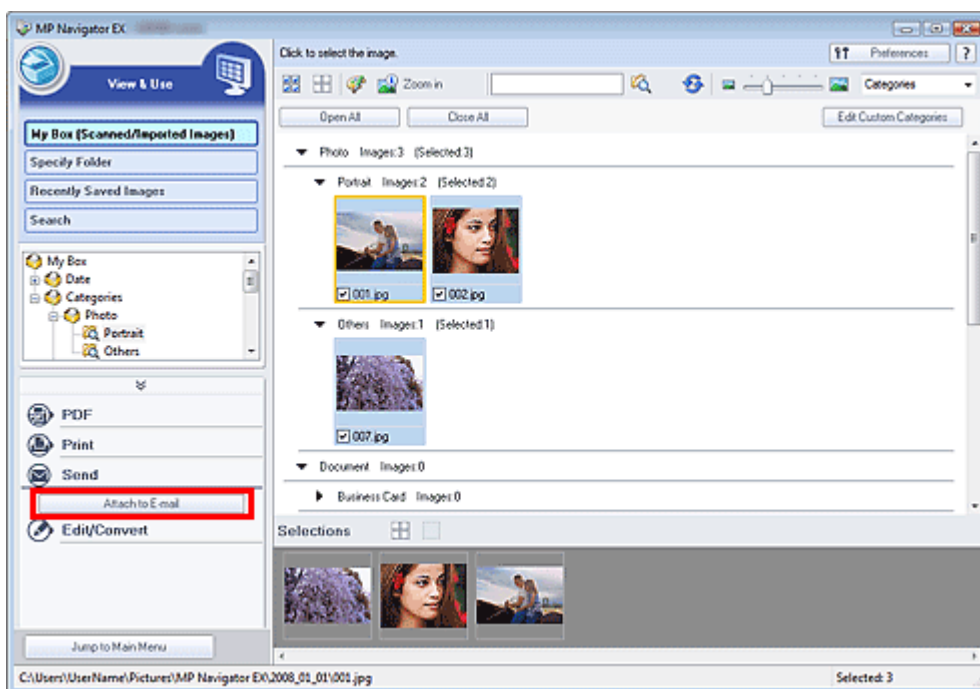 MP Navigator EX
Click to select the image.
Preferences
?
View & Use
Zoom in
Categories
Open All
Close All
Edit Custom Categories
My Box (Scanned/Imported Images)
Specify Folder
Recently Saved Images
Search
My Box
Date
Categories
Photo
Portrait
Others
PDF
Print
Send
Attach to E-mail
Edit/Convert
Jump to Main Menu
Photo Images:3 (Selected:3)
Portrait Images:2 (Selected:2)
001.jpg
002.jpg
Others Images:1 (Selected:1)
007.jpg
Document Images:0
Business Card Images:0
Selections
C:\Users\UserName\Pictures\MP Navigator EX\2008_01_01\001.jpg
Selected: 3